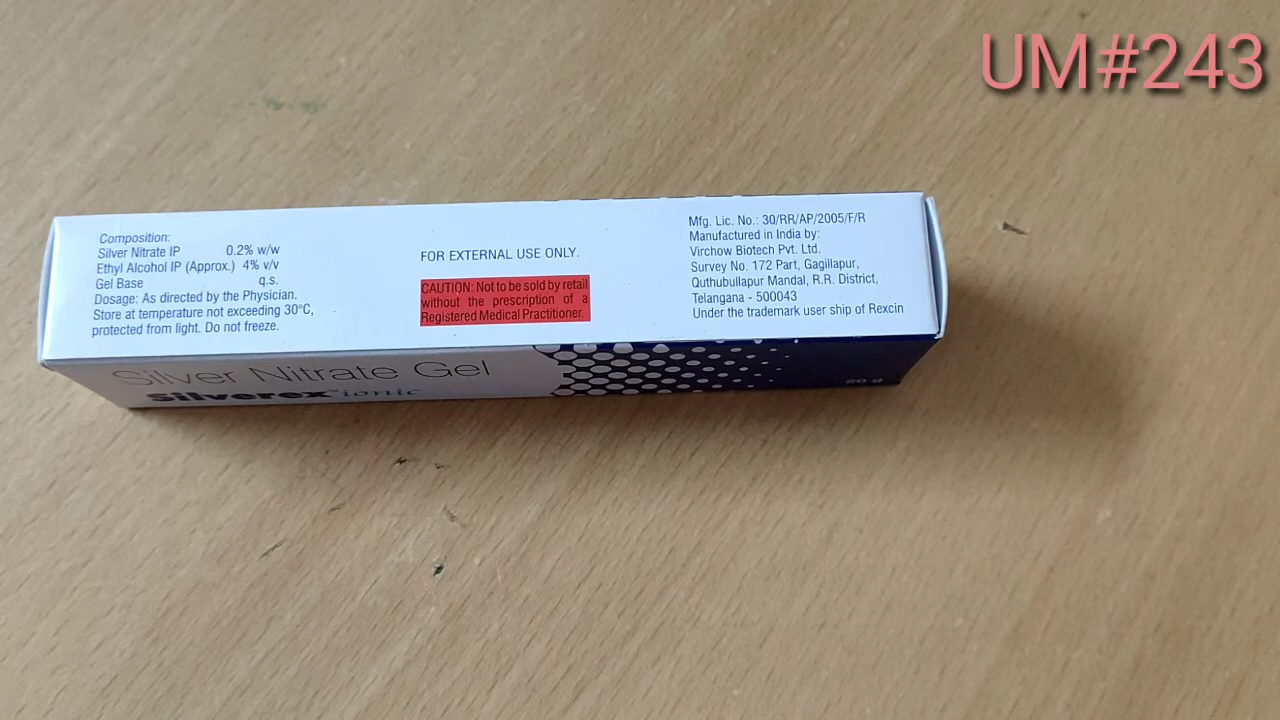 UM#243
Composition:
Silver Nitrate IP 0.2% w/w
Ethyl Alcohol IP (Approx.) 4% v/v
Gel Base q.s.
Dosage: As directed by the Physician.
Store at temperature not exceeding 30°C,
protected from light. Do not freeze.
FOR EXTERNAL USE ONLY.
CAUTION: Not to be sold by retail
without the prescription of a
Registered Medical Practitioner.
Mfg. Lic. No.: 30/RR/AP/2005/F/R
Manufactured in India by:
Virchow Biotech Pvt. Ltd.
Survey No. 172 Part, Gagillapur,
Quthubullapur Mandal, R.R. District,
Telangana - 500043
Under the trademark user ship of Rexcin
Silver Nitrate Gel
Silverex ionic
20 g